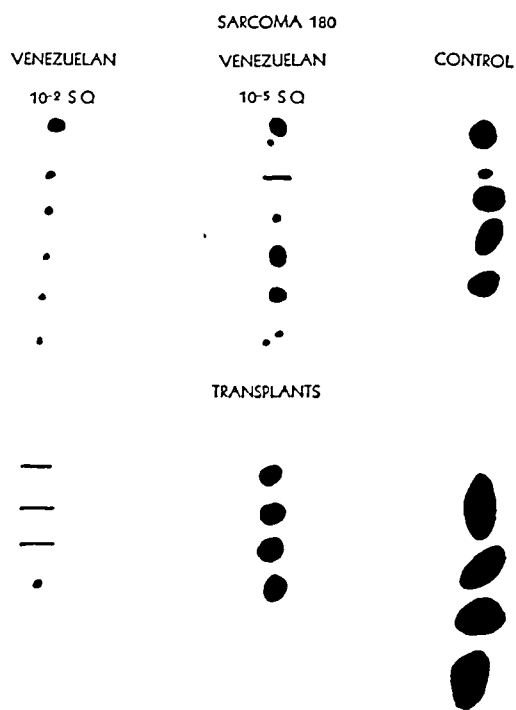 SARCOMA 180
VENEZUELAN VENEZUELAN CONTROL
10-2 SQ 10-5 SQ
TRANSPLANTS